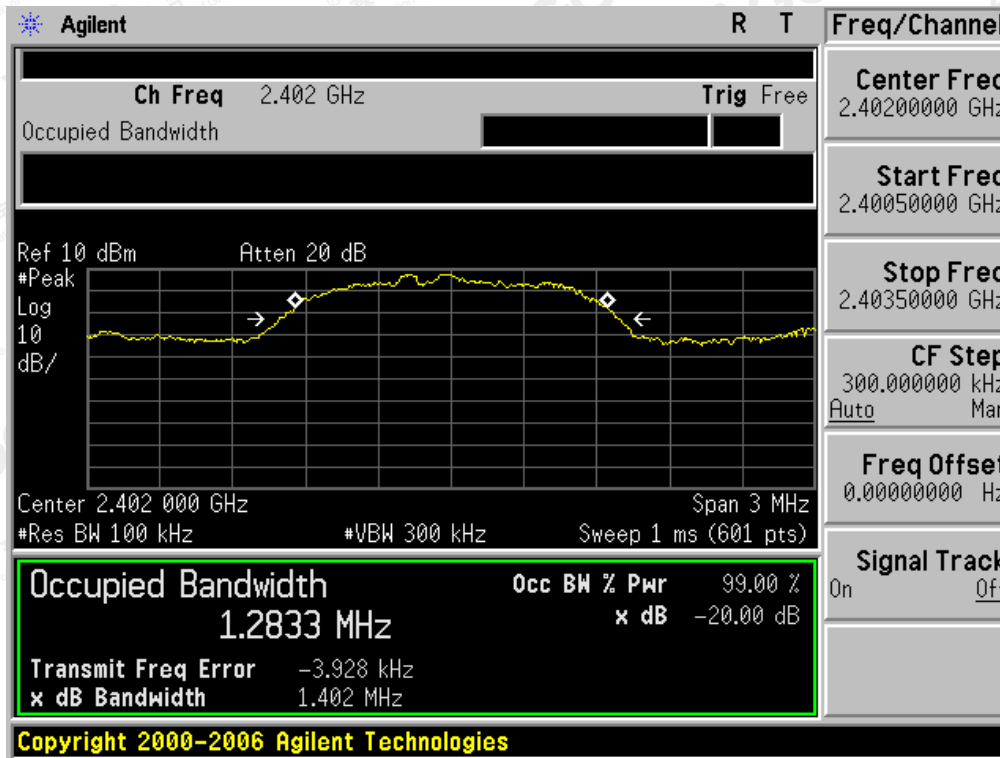 Agilent R T
Freq/Channel
Ch Freq 2.402 GHz Trig Free
Occupied Bandwidth
Ref 10 dBm Atten 20 dB
#Peak
Log
10
dB/
Center 2.402 000 GHz Span 3 MHz
#Res BW 100 kHz #VBW 300 kHz Sweep 1 ms (601 pts)
Occupied Bandwidth
1.2833 MHz
Occ BW % Pwr 99.00 %
x dB -20.00 dB
Transmit Freq Error -3.928 kHz
x dB Bandwidth 1.402 MHz
Copyright 2000-2006 Agilent Technologies
Center Freq
2.40200000 GHz
Start Freq
2.40050000 GHz
Stop Freq
2.40350000 GHz
CF Step
300.000000 kHz
Auto Man
Freq Offset
0.00000000 Hz
Signal Track
On Off